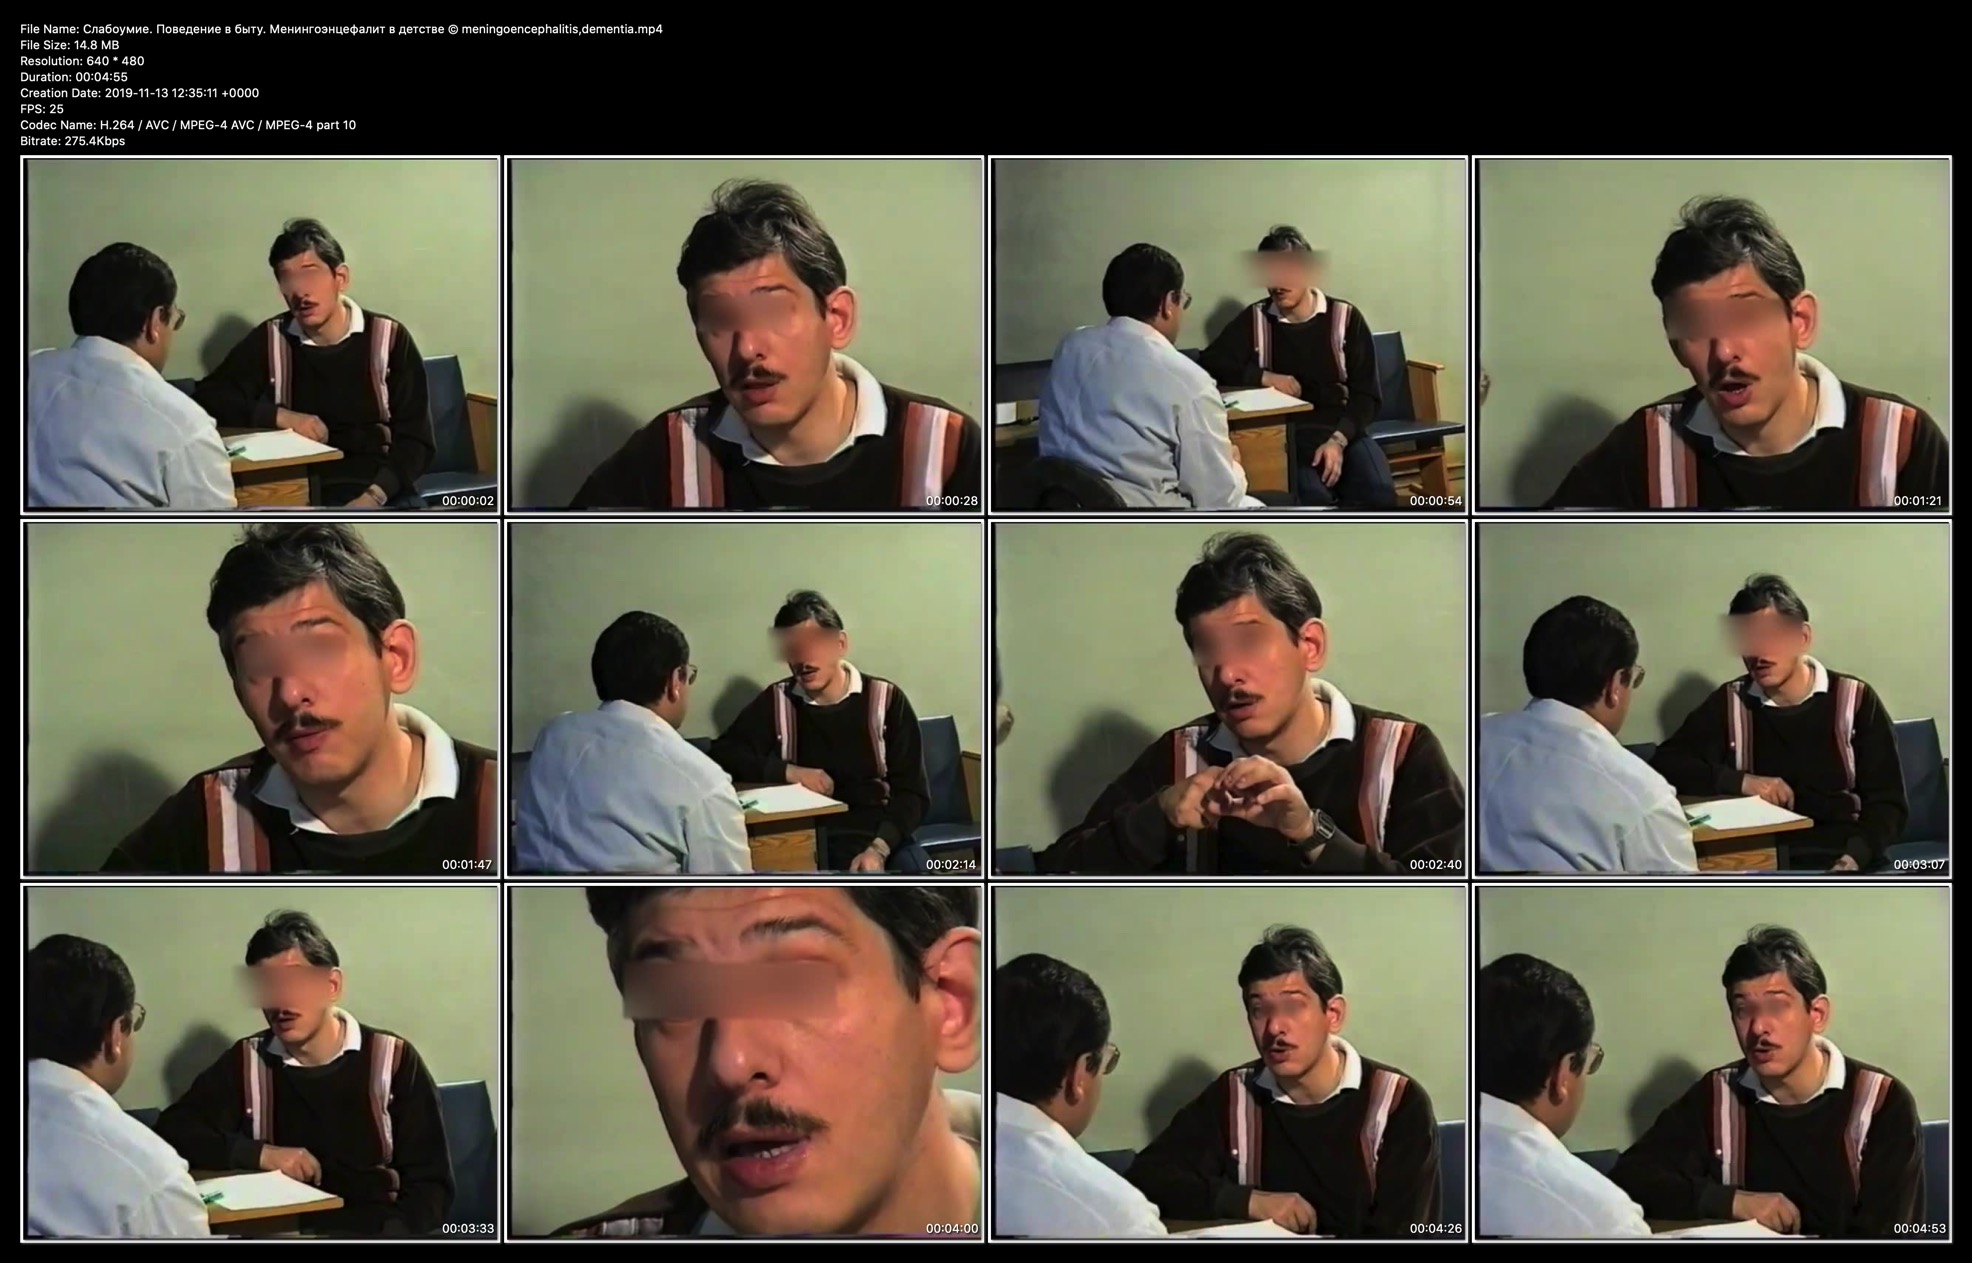 File Name: Слабоумие. Поведение в быту. Менингоэнцефалит в детстве © meningoencephalitis,dementia.mp4
File Size: 14.8 MB
Resolution: 640 * 480
Duration: 00:04:55
Creation Date: 2019-11-13 12:35:11 +0000
FPS: 25
Codec Name: H.264 / AVC / MPEG-4 AVC / MPEG-4 part 10
Bitrate: 275.4Kbps
00:00:02
00:00:28
00:00:54
00:01:21
00:01:47
00:02:14
00:02:40
00:03:07
00:03:33
00:04:00
00:04:26
00:04:53